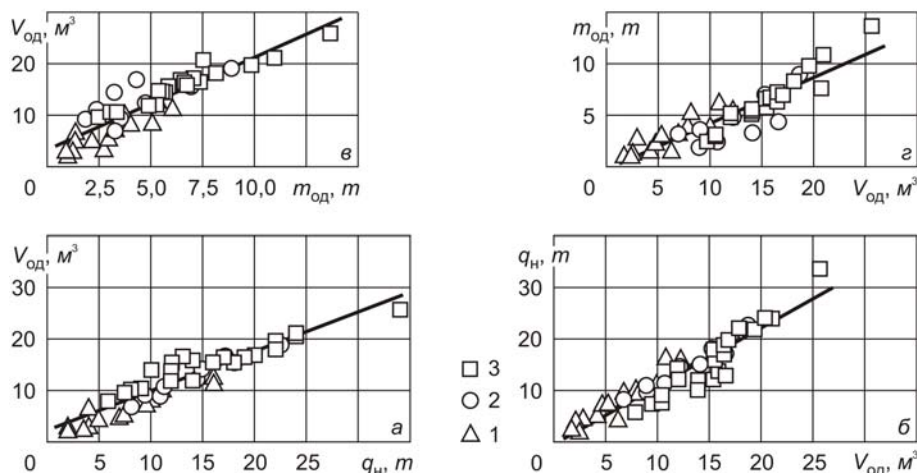 V_од, м³
20
10
0
2,5 5,0 7,5 10,0 m_од, т
в
m_од, т
10
5
0
5 10 15 20 V_од, м³
г
V_од, м³
30
20
10
0
5 10 15 20 25 q_н, т
а
3
2
1
q_н, т
30
20
10
0
5 10 15 20 25 V_од, м³
б